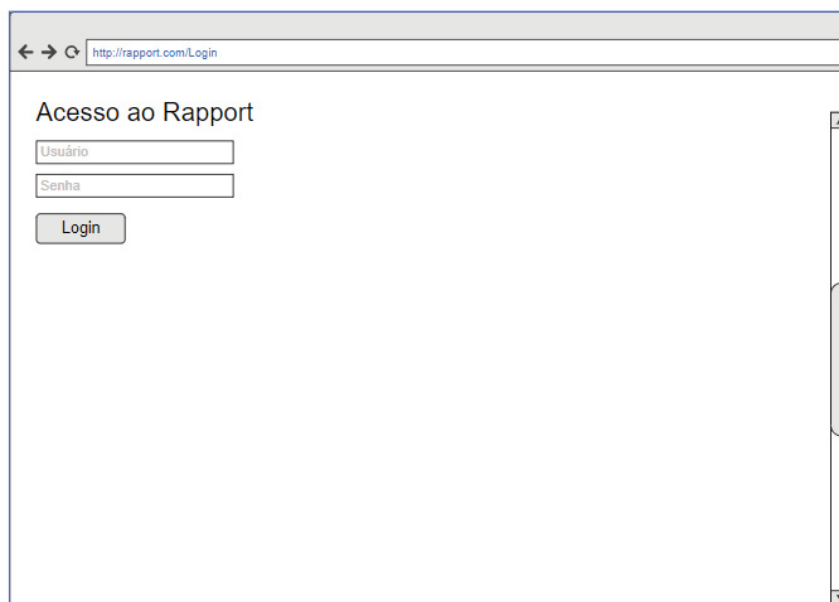 http://rapport.com/Login
Acesso ao Rapport
Usuário
Senha
Login